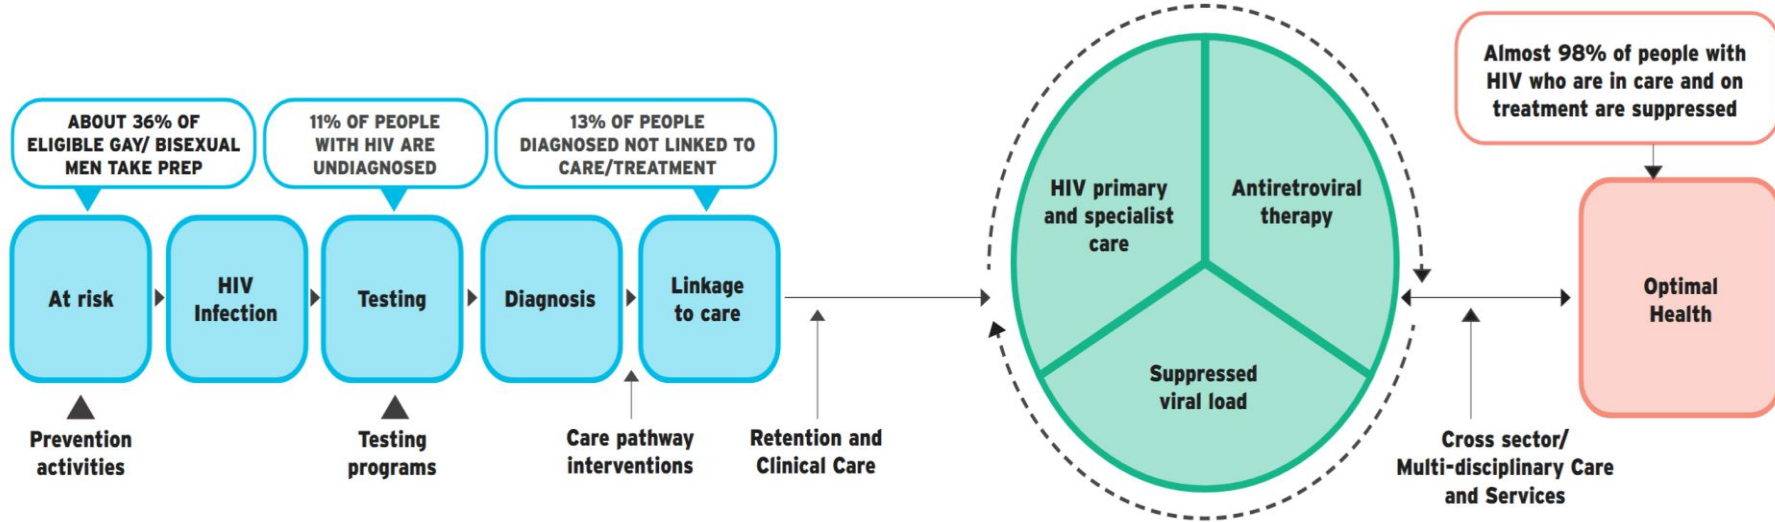 ABOUT 36% OF
ELIGIBLE GAY/ BISEXUAL
MEN TAKE PREP
11% OF PEOPLE
WITH HIV ARE
UNDIAGNOSED
13% OF PEOPLE
DIAGNOSED NOT LINKED TO
CARE/TREATMENT
Almost 98% of people with
HIV who are in care and on
treatment are suppressed
At risk
HIV
Infection
Testing
Diagnosis
Linkage
to care
HIV primary
and specialist
care
Antiretroviral
therapy
Suppressed
viral load
Optimal
Health
Prevention
activities
Testing
programs
Care pathway
interventions
Retention and
Clinical Care
Cross sector/
Multi-disciplinary Care
and Services